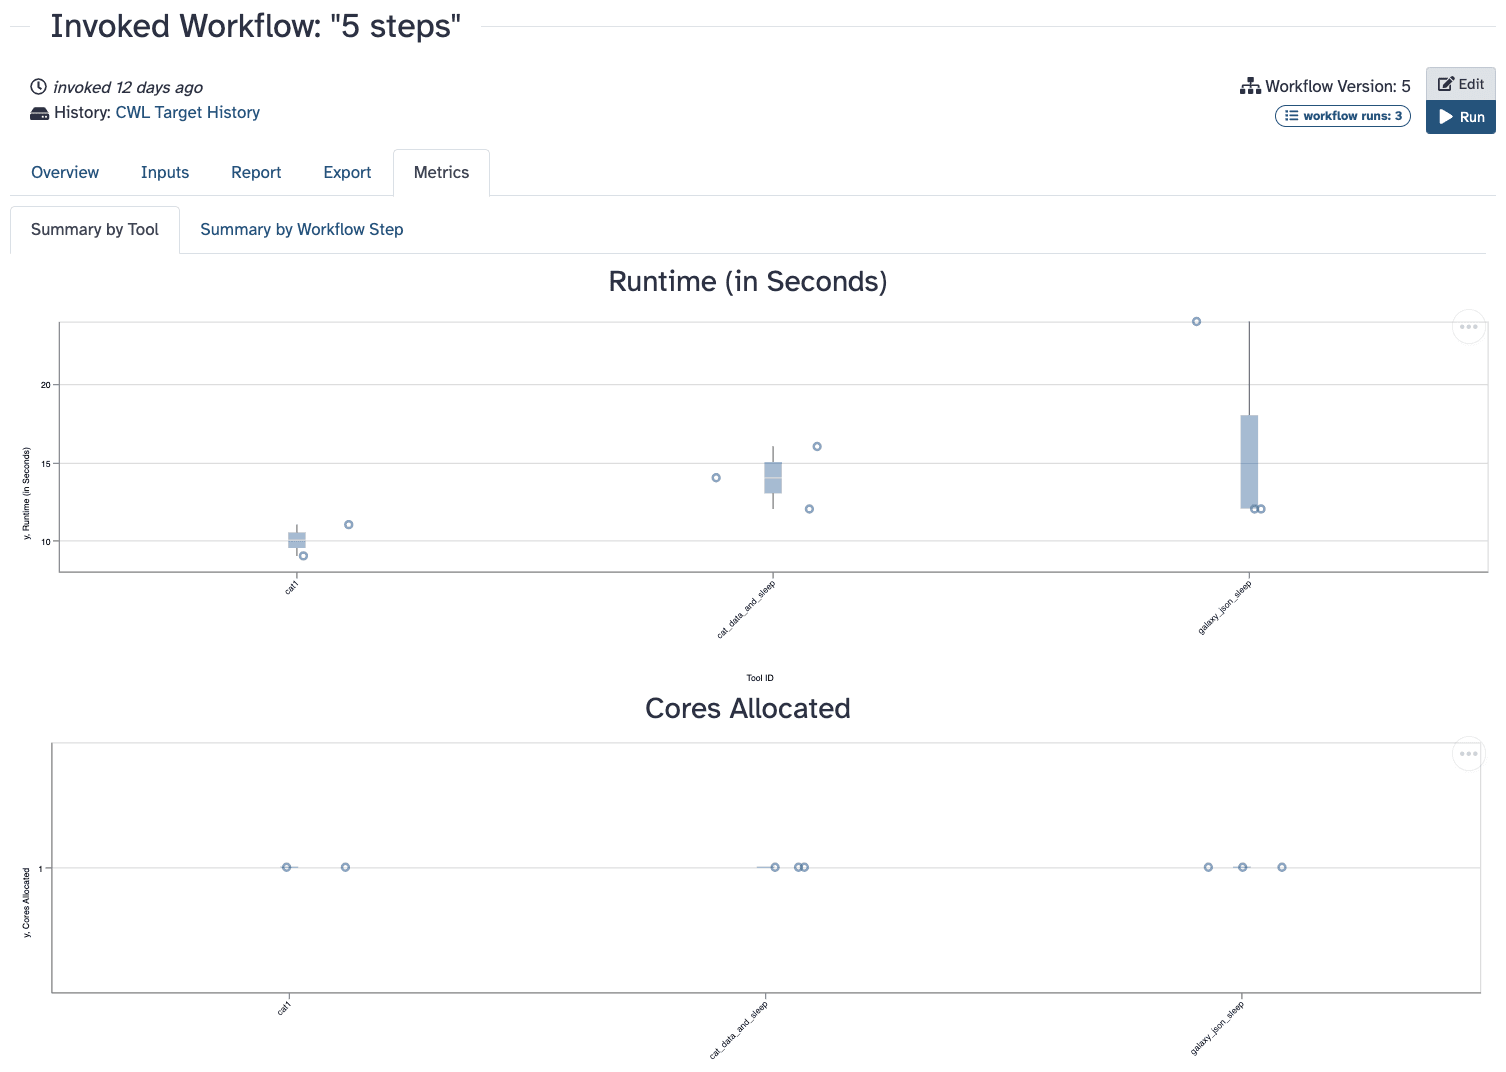 Invoked Workflow: "5 steps"
invoked 12 days ago
History: CWL Target History
Workflow Version: 5
workflow runs: 3
Edit
Run
Overview
Inputs
Report
Export
Metrics
Summary by Tool
Summary by Workflow Step
Runtime (in Seconds)
y, Runtime (in Seconds)
20
15
10
cat1
cat_data_and_sleep
galaxy_json_sleep
Tool ID
Cores Allocated
y, Cores Allocated
1
cat1
cat_data_and_sleep
galaxy_json_sleep